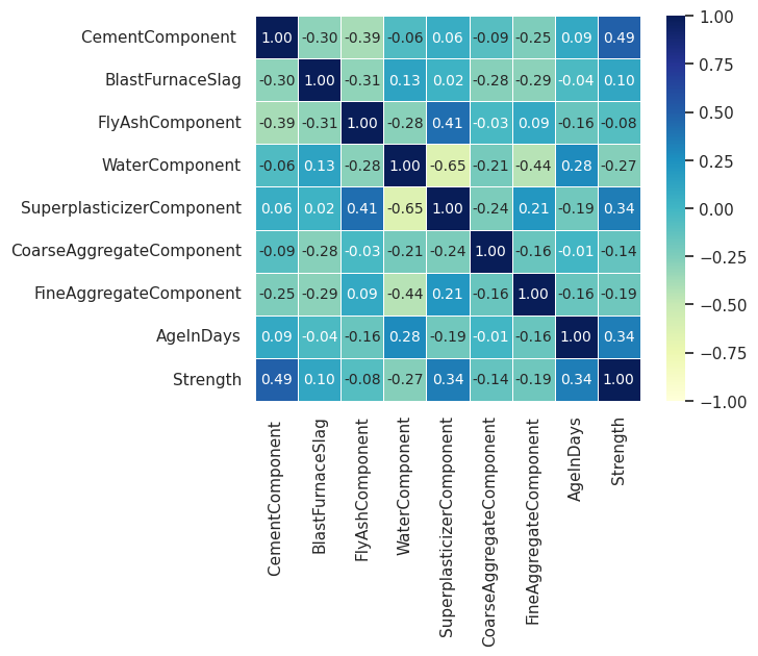 CementComponent 1.00 -0.30 -0.39 -0.06 0.06 -0.09 -0.25 0.09 0.49
BlastFurnaceSlag -0.30 1.00 -0.31 0.13 0.02 -0.28 -0.29 -0.04 0.10
FlyAshComponent -0.39 -0.31 1.00 -0.28 0.41 -0.03 0.09 -0.16 -0.08
WaterComponent -0.06 0.13 -0.28 1.00 -0.65 -0.21 -0.44 0.28 -0.27
SuperplasticizerComponent 0.06 0.02 0.41 -0.65 1.00 -0.24 0.21 -0.19 0.34
CoarseAggregateComponent -0.09 -0.28 -0.03 -0.21 -0.24 1.00 -0.16 -0.01 -0.14
FineAggregateComponent -0.25 -0.29 0.09 -0.44 0.21 -0.16 1.00 -0.16 -0.19
AgeInDays 0.09 -0.04 -0.16 0.28 -0.19 -0.01 -0.16 1.00 0.34
Strength 0.49 0.10 -0.08 -0.27 0.34 -0.14 -0.19 0.34 1.00
CementComponent
BlastFurnaceSlag
FlyAshComponent
WaterComponent
SuperplasticizerComponent
CoarseAggregateComponent
FineAggregateComponent
AgeInDays
Strength
1.00
0.75
0.50
0.25
0.00
−0.25
−0.50
−0.75
−1.00